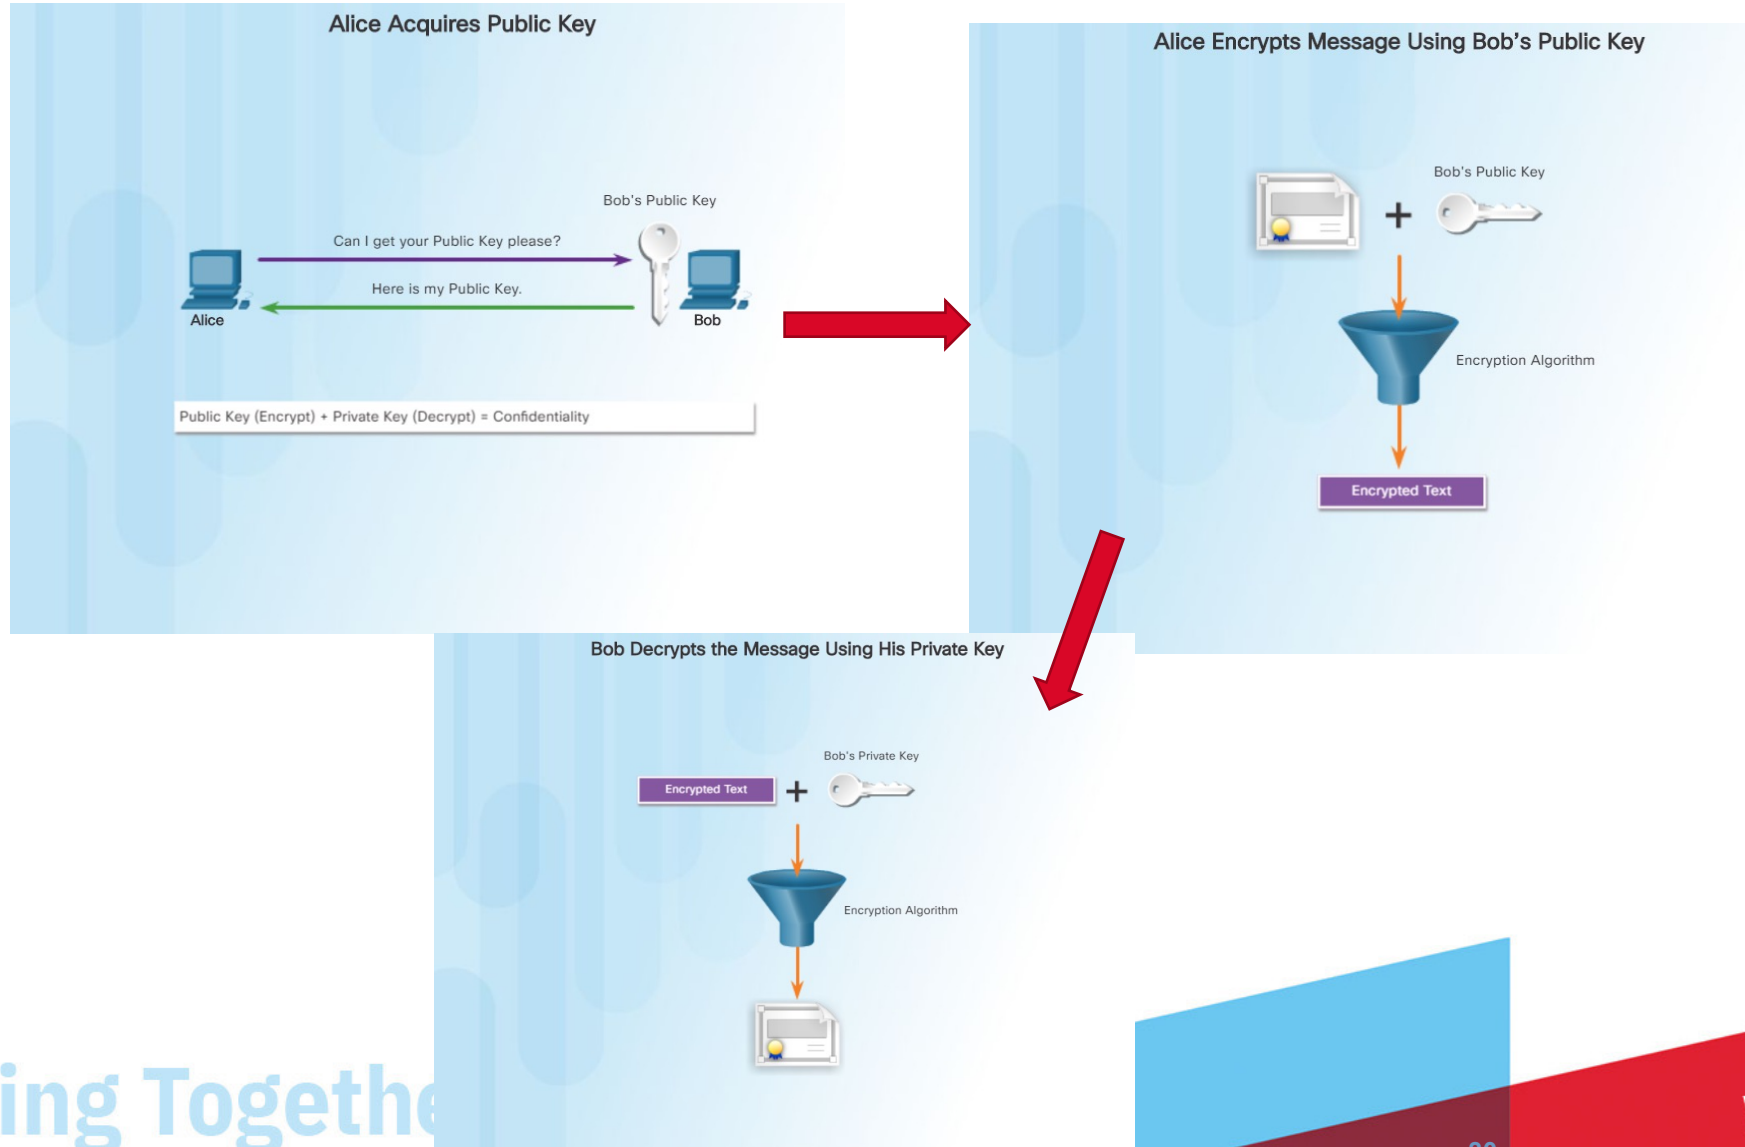 Alice Acquires Public Key
Bob's Public Key
Can I get your Public Key please?
Here is my Public Key.
Alice
Bob
Public Key (Encrypt) + Private Key (Decrypt) = Confidentiality
Alice Encrypts Message Using Bob's Public Key
Bob's Public Key
+
Encryption Algorithm
Encrypted Text
Bob Decrypts the Message Using His Private Key
Bob's Private Key
Encrypted Text +
Encryption Algorithm
ing Togethe